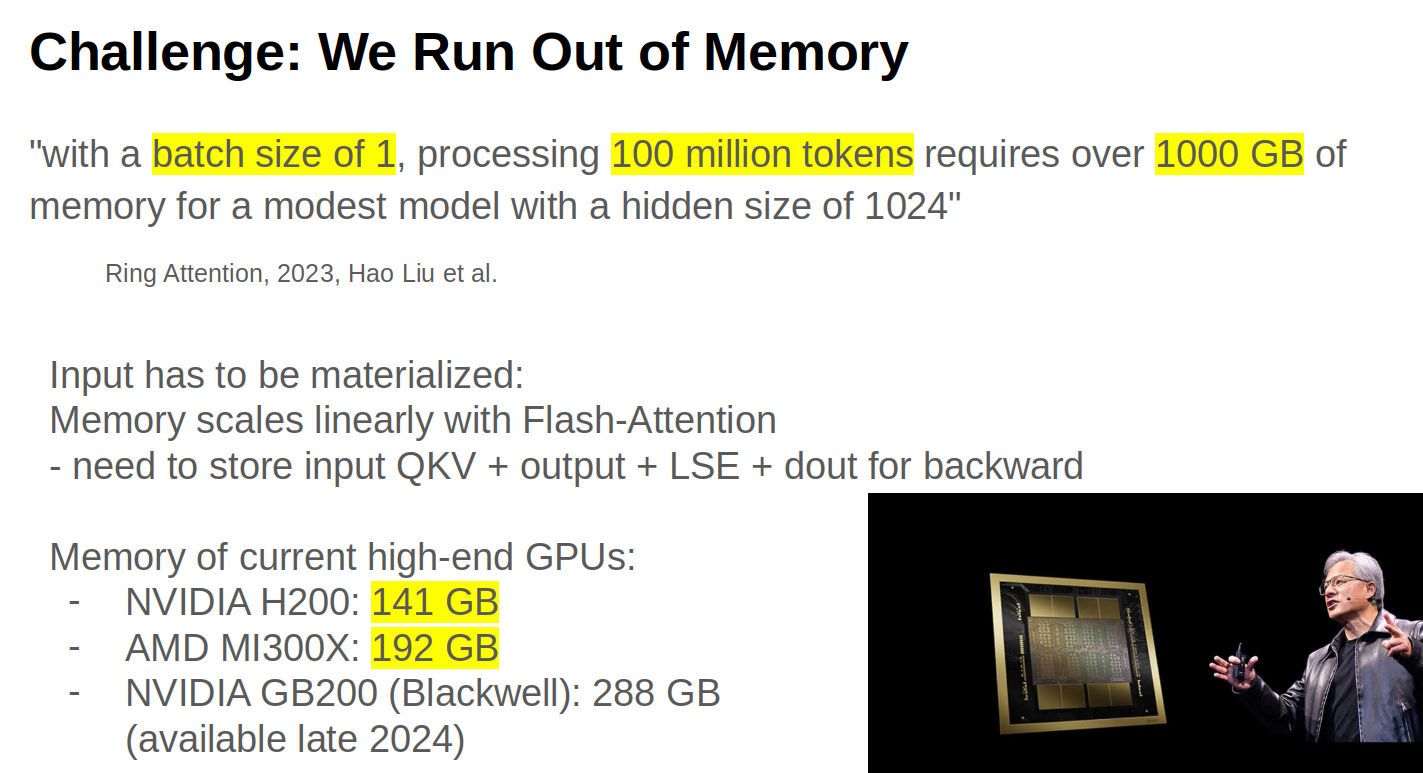 Challenge: We Run Out of Memory
"with a batch size of 1, processing 100 million tokens requires over 1000 GB of
memory for a modest model with a hidden size of 1024"
Ring Attention, 2023, Hao Liu et al.
Input has to be materialized:
Memory scales linearly with Flash-Attention
- need to store input QKV + output + LSE + dout for backward
Memory of current high-end GPUs:
- NVIDIA H200: 141 GB
- AMD MI300X: 192 GB
- NVIDIA GB200 (Blackwell): 288 GB
(available late 2024)